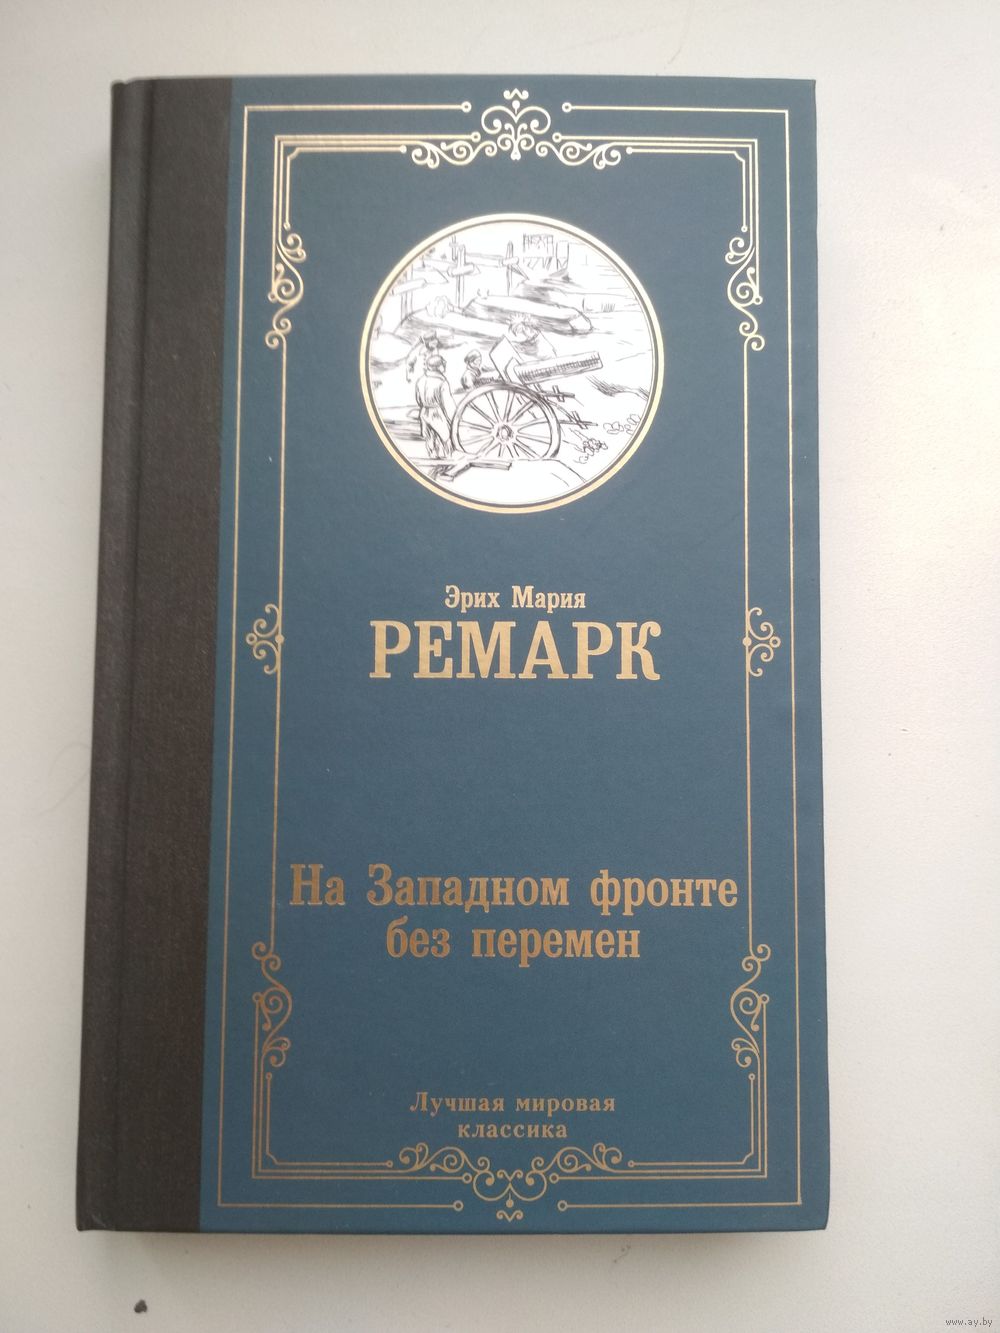 Эрих Мария
РЕМАРК
На Западном фронте
без перемен
Лучшая мировая
классика
www.ay.by